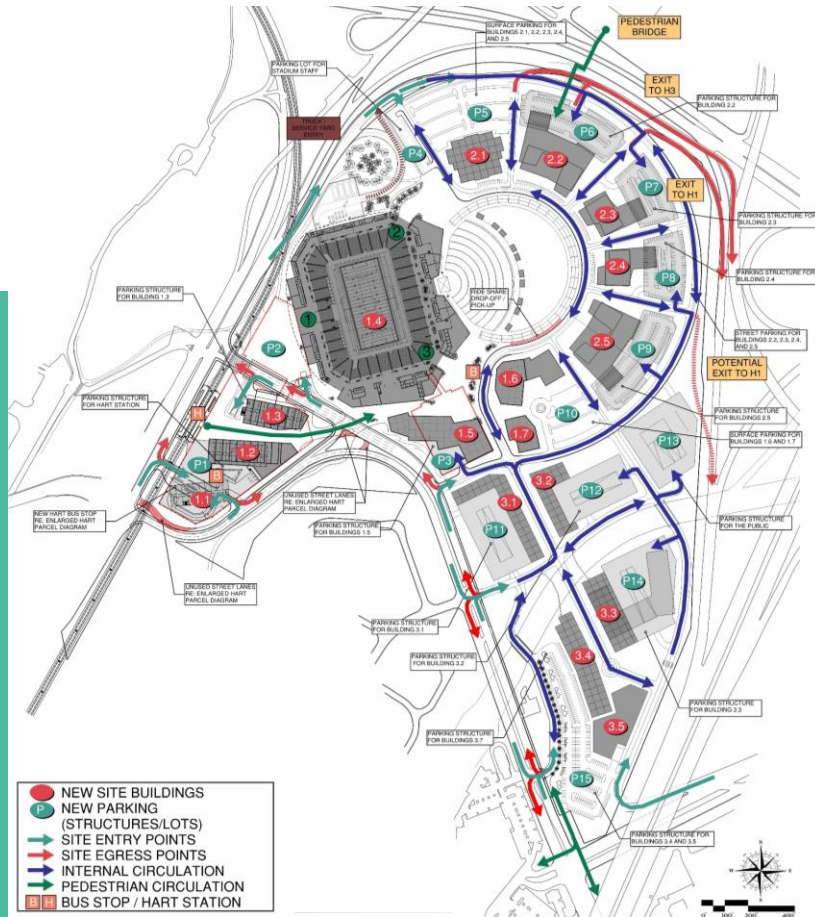 PEDESTRIAN
BRIDGE
SURFACE PARKING FOR
BUILDINGS 2.1, 2.2, 2.3, 2.4,
AND 2.5
EXIT
TO H3
PARKING LOT FOR
STADIUM STAFF
PARKING STRUCTURE FOR
BUILDING 2.2
TRUCK /
SERVICE YARD
ENTRY
P5
P6
P4
2.1
2.2
P7
EXIT
TO H1
PARKING STRUCTURE FOR
BUILDING 2.3
2.3
2
2.4
P8
PARKING STRUCTURE FOR
BUILDING 2.4
PARKING STRUCTURE
FOR BUILDING 1.3
RIDE SHARE
DROP-OFF /
PICK-UP
1
1.4
STREET PARKING FOR
BUILDINGS 2.2, 2.3, 2.4,
AND 2.5
P2
2.5
P9
3
POTENTIAL
EXIT TO H1
B
1.6
PARKING STRUCTURE
FOR HART STATION
H
1.3
PARKING STRUCTURE
FOR BUILDINGS 2.5
P10
1.5
1.7
SURFACE PARKING FOR
BUILDINGS 1.6 AND 1.7
P13
1.2
P1
B
P3
1.1
3.1
3.2
P12
NEW HART BUS STOP
RE: ENLARGED HART
PARCEL DIAGRAM
UNUSED STREET LANES
RE: ENLARGED HART
PARCEL DIAGRAM
PARKING STRUCTURE
FOR BUILDINGS 1.5
P11
PARKING STRUCTURE
FOR THE PUBLIC
UNUSED STREET LANES
RE: ENLARGED HART
PARCEL DIAGRAM
P14
3.3
PARKING STRUCTURE
FOR BUILDING 3.1
PARKING STRUCTURE
FOR BUILDING 3.2
3.4
PARKING STRUCTURE
FOR BUILDING 3.3
3.5
PARKING STRUCTURE
FOR BUILDINGS 3.7
P15
PARKING STRUCTURE FOR
BUILDINGS 3.4 AND 3.5
NEW SITE BUILDINGS
P NEW PARKING
(STRUCTURES/LOTS)
SITE ENTRY POINTS
SITE EGRESS POINTS
INTERNAL CIRCULATION
PEDESTRIAN CIRCULATION
B H BUS STOP / HART STATION
0' 100' 200' 400'